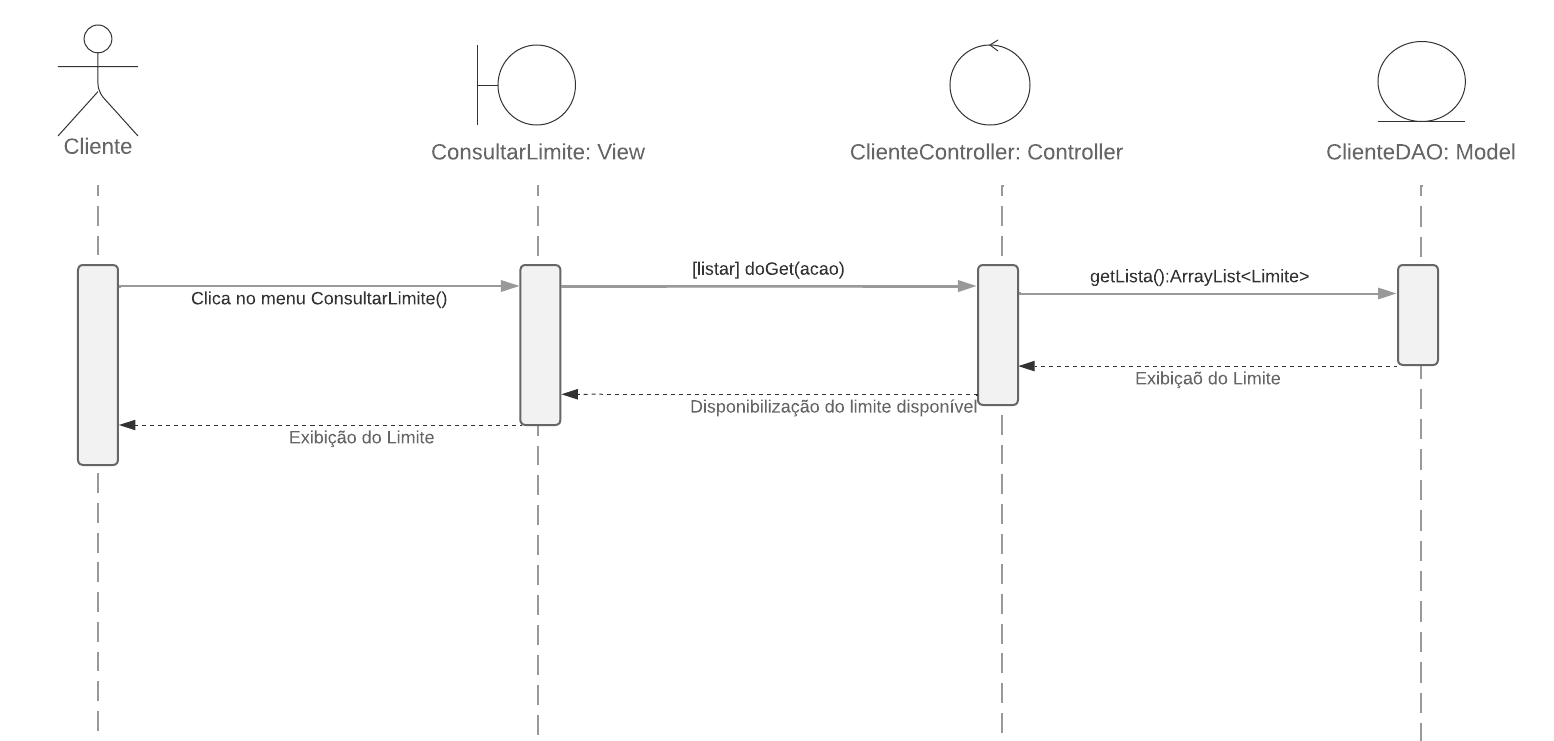 Cliente
ConsultarLimite: View
ClienteController: Controller
ClienteDAO: Model
Clica no menu ConsultarLimite()
[listar] doGet(acao)
getLista():ArrayList<Limite>
Exibiçaõ do Limite
Disponibilização do limite disponível
Exibição do Limite